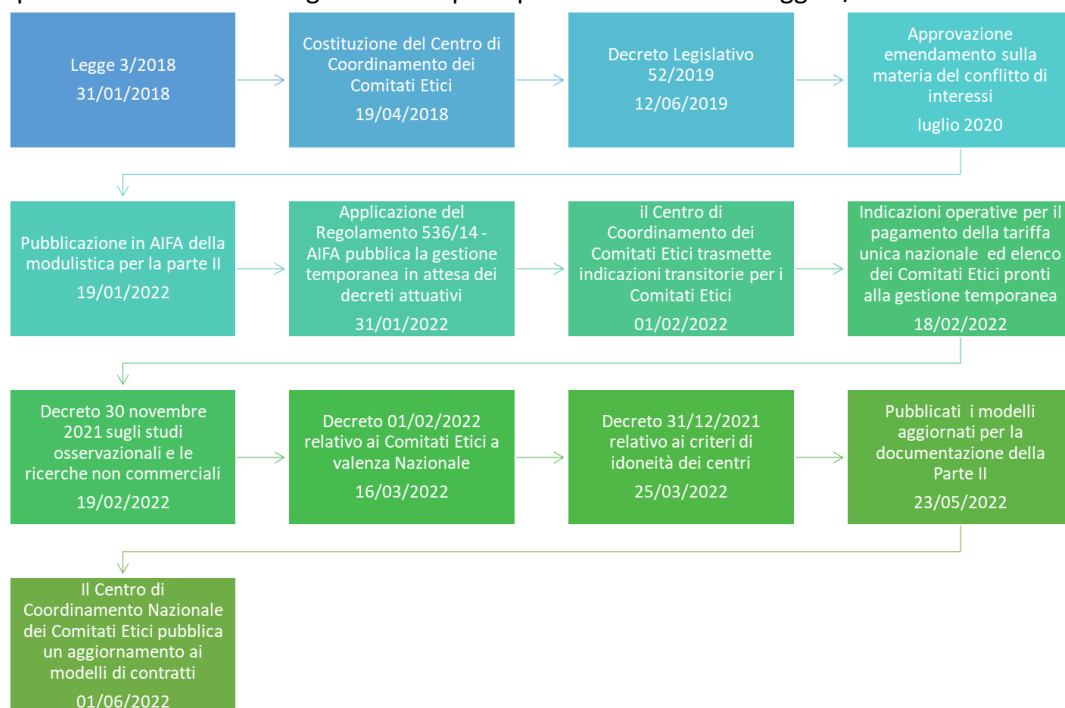 Legge 3/2018
31/01/2018
Costituzione del Centro di
Coordinamento dei
Comitati Etici
19/04/2018
Decreto Legislativo
52/2019
12/06/2019
Approvazione
emendamento sulla
materia del conflitto di
interessi
luglio 2020
Pubblicazione in AIFA della
modulistica per la parte II
19/01/2022
Applicazione del
Regolamento 536/14 -
AIFA pubblica la gestione
temporanea in attesa dei
decreti attuativi
31/01/2022
il Centro di
Coordinamento dei
Comitati Etici trasmette
indicazioni transitorie per i
Comitati Etici
01/02/2022
Indicazioni operative per il
pagamento della tariffa
unica nazionale ed elenco
dei Comitati Etici pronti
alla gestione temporanea
18/02/2022
Decreto 30 novembre
2021 sugli studi
osservazionali e le
ricerche non commerciali
19/02/2022
Decreto 01/02/2022
relativo ai Comitati Etici a
valenza Nazionale
16/03/2022
Decreto 31/12/2021
relativo ai criteri di
idoneità dei centri
25/03/2022
Pubblicati i modelli
aggiornati per la
documentazione della
Parte II
23/05/2022
Il Centro di
Coordinamento Nazionale
dei Comitati Etici pubblica
un aggiornamento ai
modelli di contratti
01/06/2022